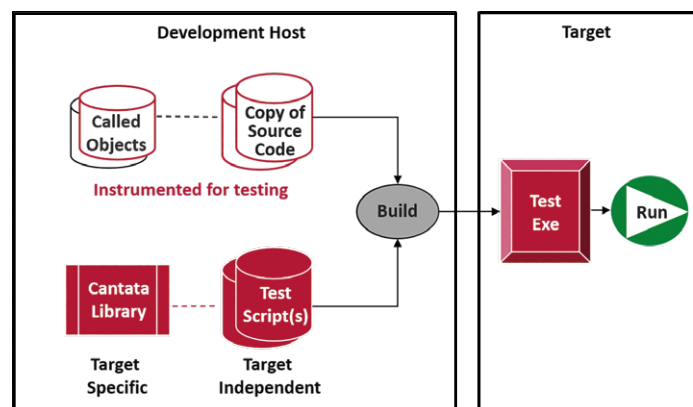 Development Host
Target
Called
Objects
Copy of
Source
Code
Instrumented for testing
Build
Test
Exe
Run
Cantata
Library
Test
Script(s)
Target
Specific
Target
Independent